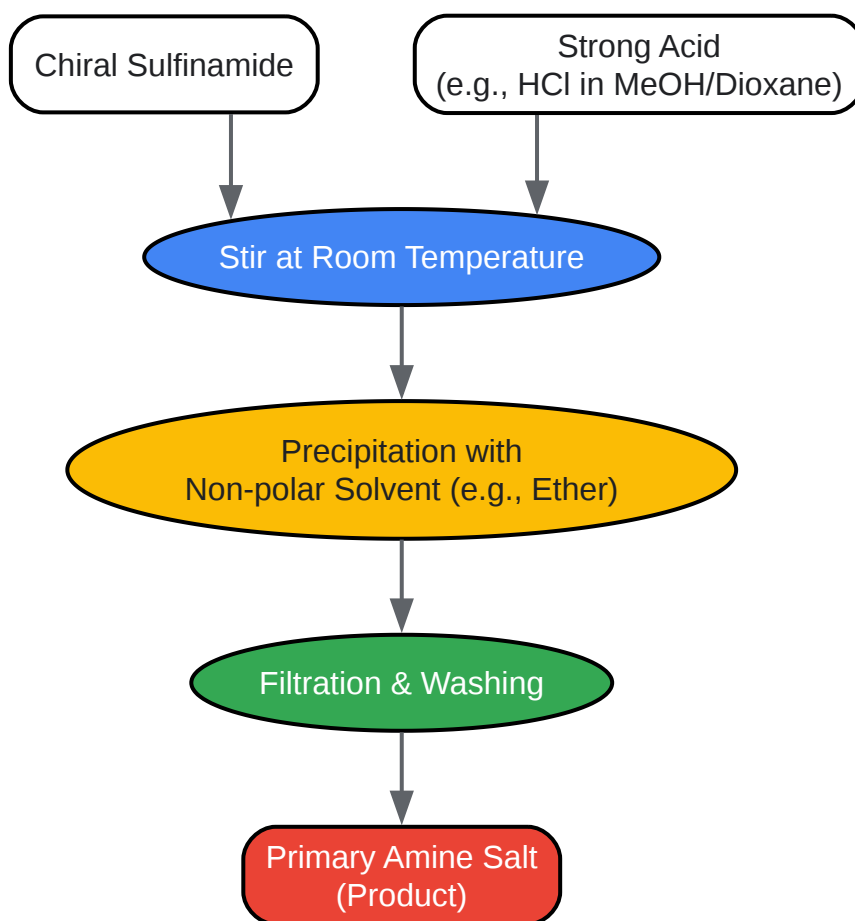 Chiral Sulfinamide
Strong Acid
(e.g., HCl in MeOH/Dioxane)
Stir at Room Temperature
Precipitation with
Non-polar Solvent (e.g., Ether)
Filtration & Washing
Primary Amine Salt
(Product)